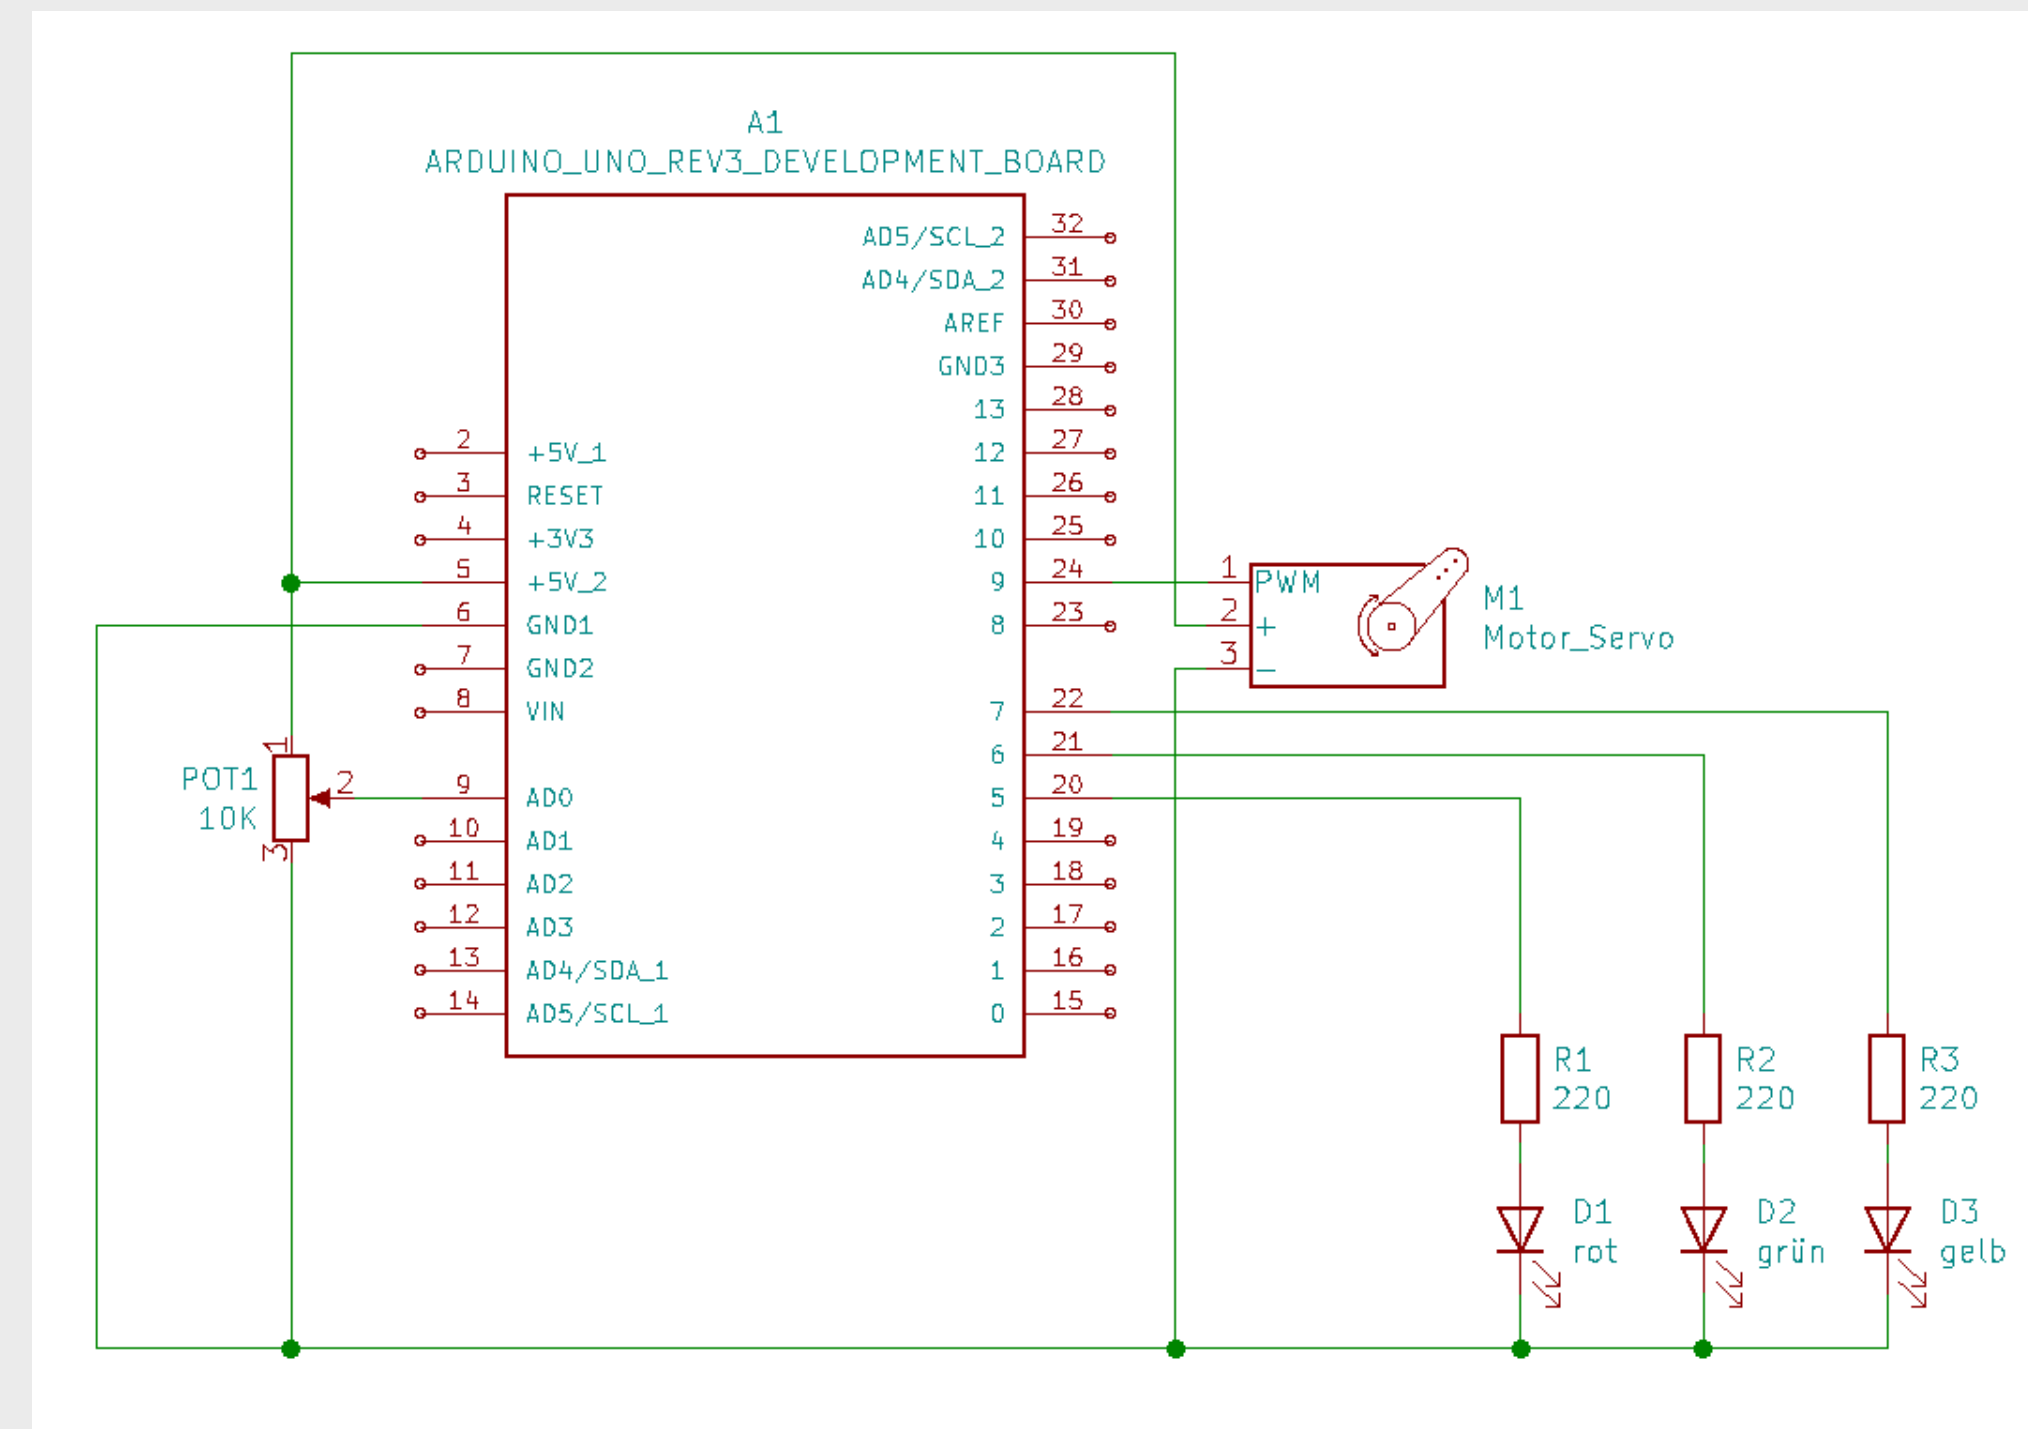 A1
ARDUINO_UNO_REV3_DEVELOPMENT_BOARD
AD5/SCL_2 32
AD4/SDA_2 31
AREF 30
GND3 29
13 28
2 +5V_1 12 27
3 RESET 11 26
4 +3V3 10 25
5 +5V_2 9 24
6 GND1 8 23
7 GND2
8 VIN 7 22
6 21
9 AD0 5 20
10 AD1 4 19
11 AD2 3 18
12 AD3 2 17
13 AD4/SDA_1 1 16
14 AD5/SCL_1 0 15
1 PWM
2 +
3 –
M1
Motor_Servo
1
POT1 2
10K
3
R1
220
R2
220
R3
220
D1
rot
D2
grün
D3
gelb